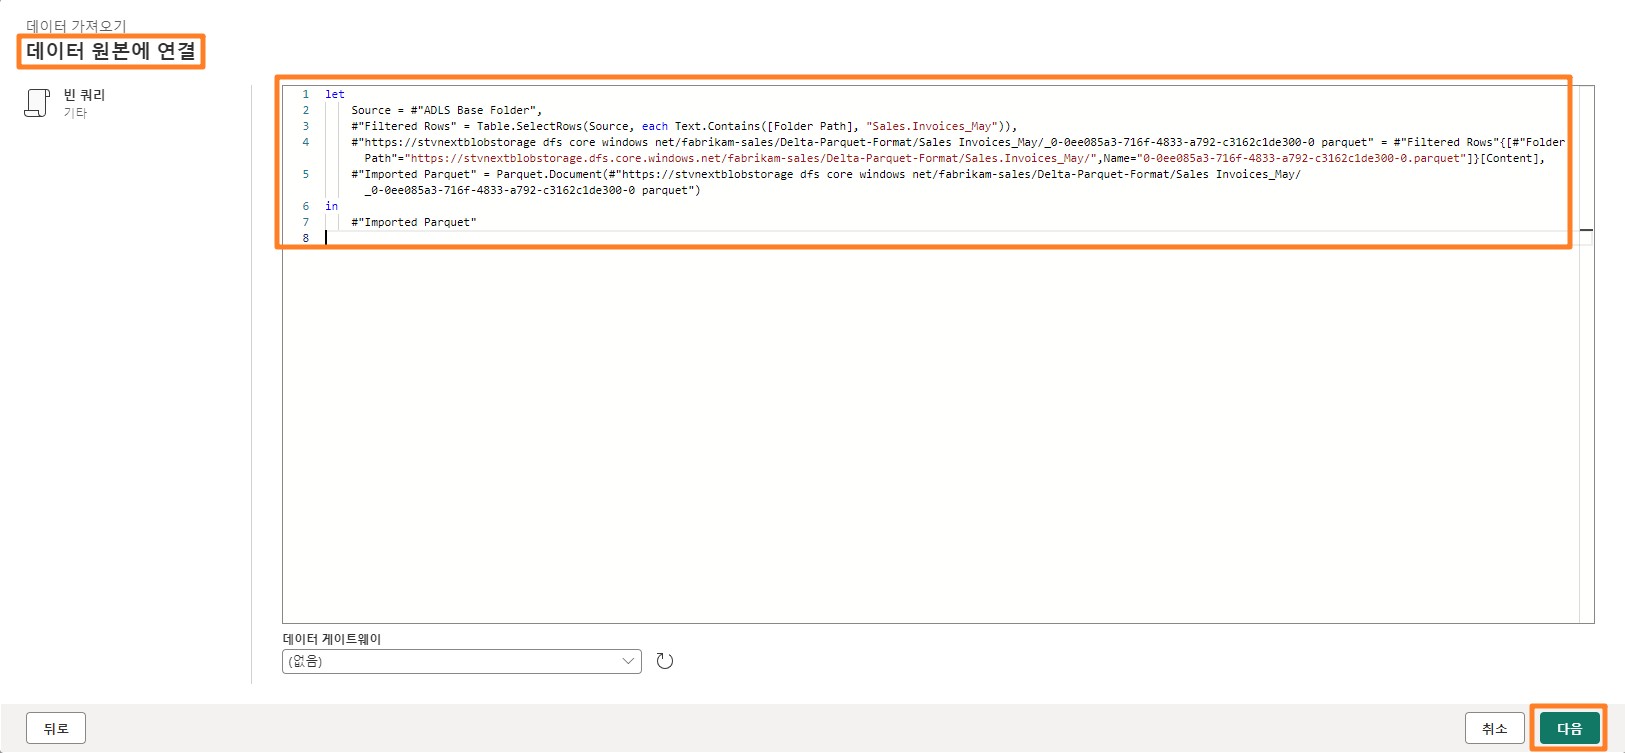 데이터 가져오기
데이터 원본에 연결
빈 쿼리
기타
1 let
2 Source = #"ADLS Base Folder",
3 #"Filtered Rows" = Table.SelectRows(Source, each Text.Contains([Folder Path], "Sales.Invoices_May")),
4 #"https://stvnextblobstorage dfs core windows net/fabrikam-sales/Delta-Parquet-Format/Sales Invoices_May/_0-0ee085a3-716f-4833-a792-c3162c1de300-0 parquet" = #"Filtered Rows"{[#"Folder
Path"="https://stvnextblobstorage.dfs.core.windows.net/fabrikam-sales/Delta-Parquet-Format/Sales.Invoices_May/",Name="0-0ee085a3-716f-4833-a792-c3162c1de300-0.parquet"]}[Content],
5 #"Imported Parquet" = Parquet.Document(#"https://stvnextblobstorage dfs core windows net/fabrikam-sales/Delta-Parquet-Format/Sales Invoices_May/
_0-0ee085a3-716f-4833-a792-c3162c1de300-0 parquet")
6 in
7 #"Imported Parquet"
8
데이터 게이트웨이
(없음)
뒤로
취소
다음